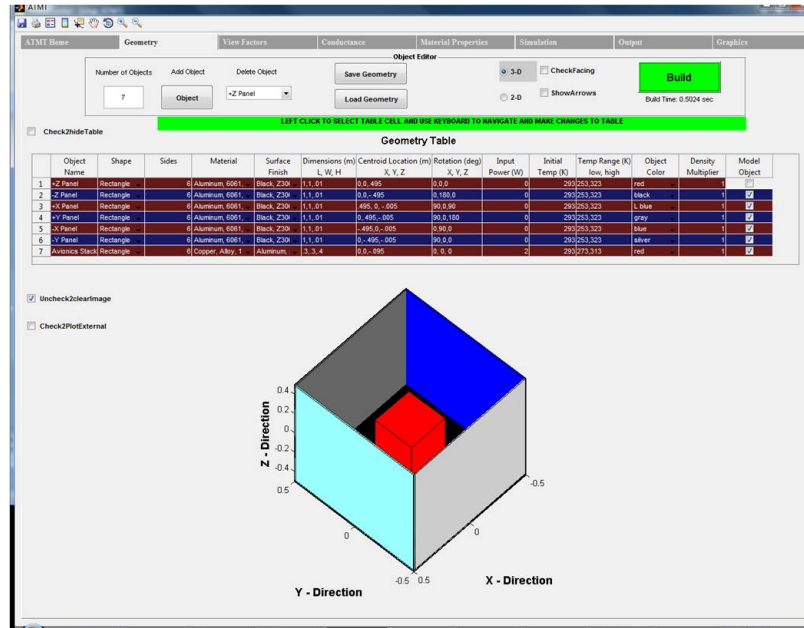 ATMT
ATMT Home Geometry View Factors Conductance Material Properties Simulation Output Graphics
Object Editor
Number of Objects Add Object Delete Object
7 Object +Z Panel
Save Geometry
Load Geometry
3-D CheckFacing
2-D ShowArrows
Build
Build Time: 0.5024 sec
LEFT CLICK TO SELECT TABLE CELL AND USE KEYBOARD TO NAVIGATE AND MAKE CHANGES TO TABLE
Check2hideTable
Geometry Table
Object Shape Sides Material Surface Dimensions (m) Centroid Location (m) Rotation (deg) Input Initial Temp Range (K) Object Density Model
Name Finish L, W, H X, Y, Z X, Y, Z Power (W) Temp (K) low, high Color Multiplier Object
1 +Z Panel Rectangle 6 Aluminum, 6061, Black, Z30 1,1,.01 0,0,.495 0,0,0 0 293 253,323 red 1
2 -Z Panel Rectangle 6 Aluminum, 6061, Black, Z30 1,1,.01 0,0,-.495 0,180,0 0 293 253,323 black 1
3 +X Panel Rectangle 6 Aluminum, 6061, Black, Z30 1,1,.01 .495, 0, -.005 90,0,90 0 293 253,323 L blue 1
4 +Y Panel Rectangle 6 Aluminum, 6061, Black, Z30 1,1,.01 0,.495,-.005 90,0,180 0 293 253,323 gray 1
5 -X Panel Rectangle 6 Aluminum, 6061, Black, Z30 1,1,.01 -.495,0,-.005 0,90,0 0 293 253,323 blue 1
6 -Y Panel Rectangle 6 Aluminum, 6061, Black, Z30 1,1,.01 0,-.495,-.005 90,0,0 0 293 253,323 silver 1
7 Avionics Stack Rectangle 6 Copper, Alloy, 1 Aluminum, .3,.3,.4 0,0,-.095 0, 0, 0 2 293 273,313 red 1
Uncheck2clearImage
Check2PlotExternal
Z - Direction
0.4
0.2
0
-0.2
-0.4
0.5
0
-0.5
0.5
0
-0.5
Y - Direction
X - Direction